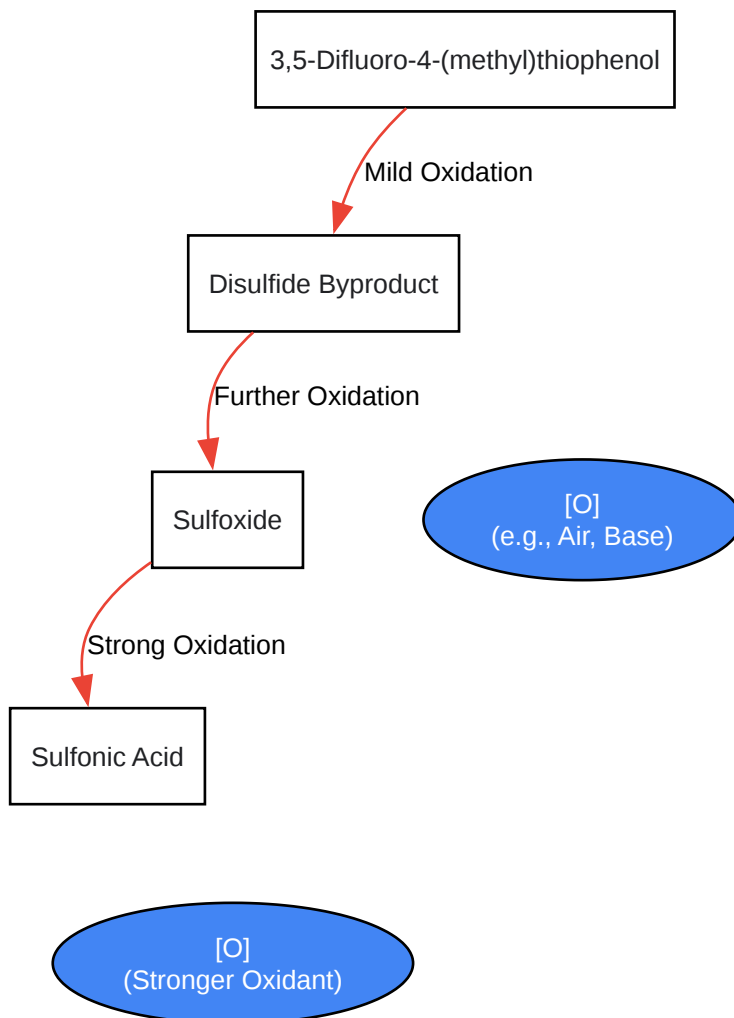 3,5-Difluoro-4-(methyl)thiophenol
Mild Oxidation
Disulfide Byproduct
Further Oxidation
Sulfoxide
[O]
(e.g., Air, Base)
Strong Oxidation
Sulfonic Acid
[O]
(Stronger Oxidant)